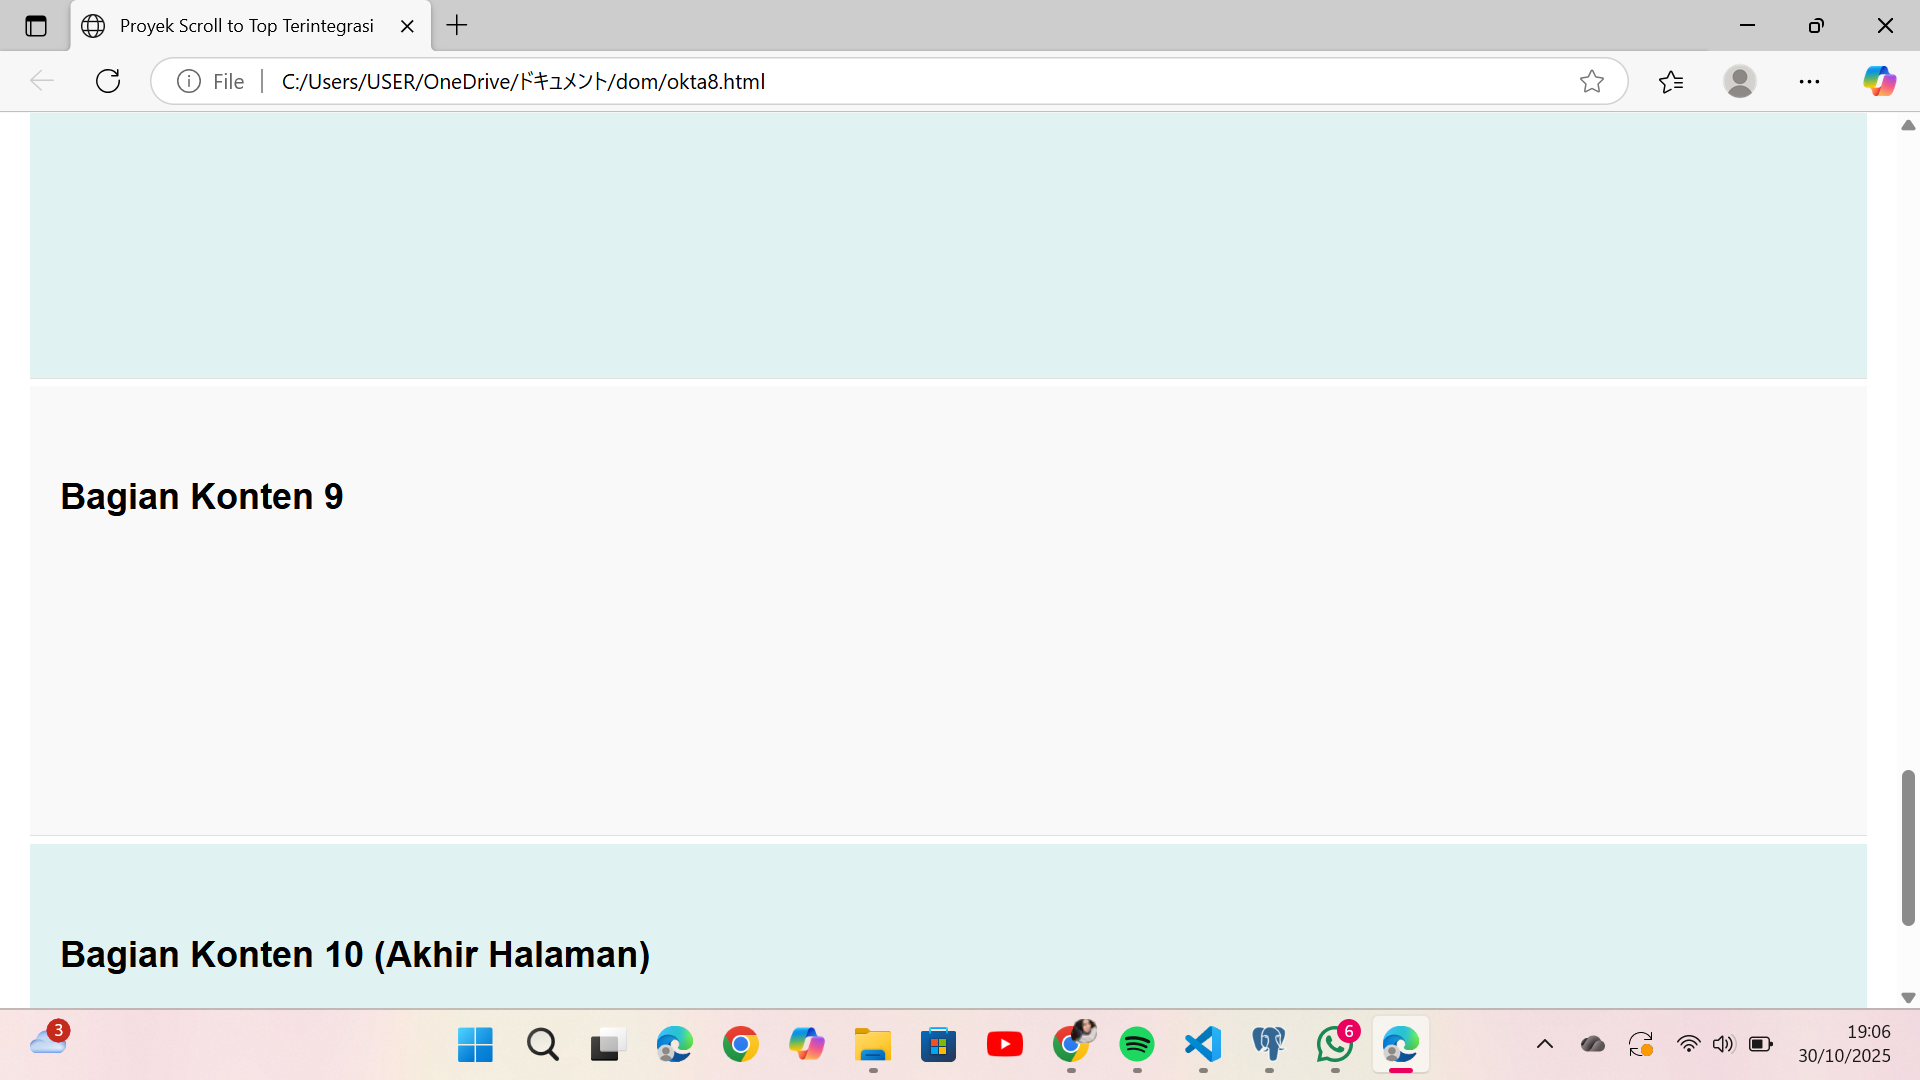 Proyek Scroll to Top Terintegrasi
File
C:/Users/USER/OneDrive/ドキュメント/dom/okta8.html
Bagian Konten 9
Bagian Konten 10 (Akhir Halaman)
3
6
19:06
30/10/2025